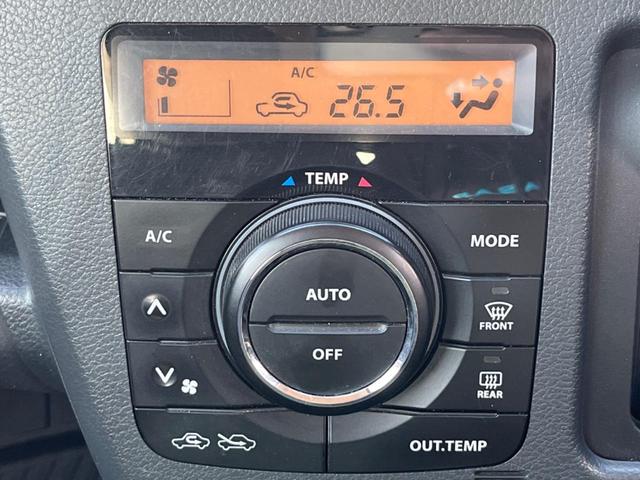 A/C
26.5
TEMP
A/C
MODE
AUTO
FRONT
OFF
REAR
OUT.TEMP